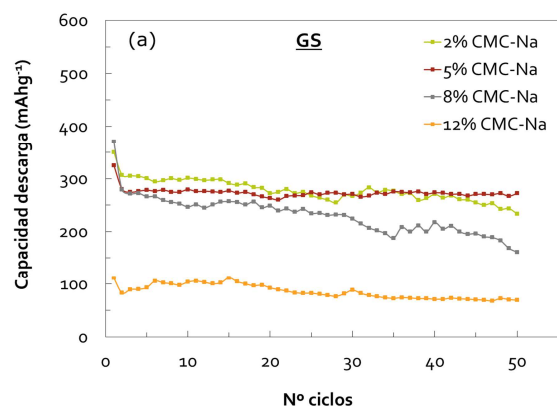 (a)
GS
2% CMC-Na
5% CMC-Na
8% CMC-Na
12% CMC-Na
Capacidad descarga (mAhg⁻¹)
600
500
400
300
200
100
0
0 10 20 30 40 50 60
Nº ciclos